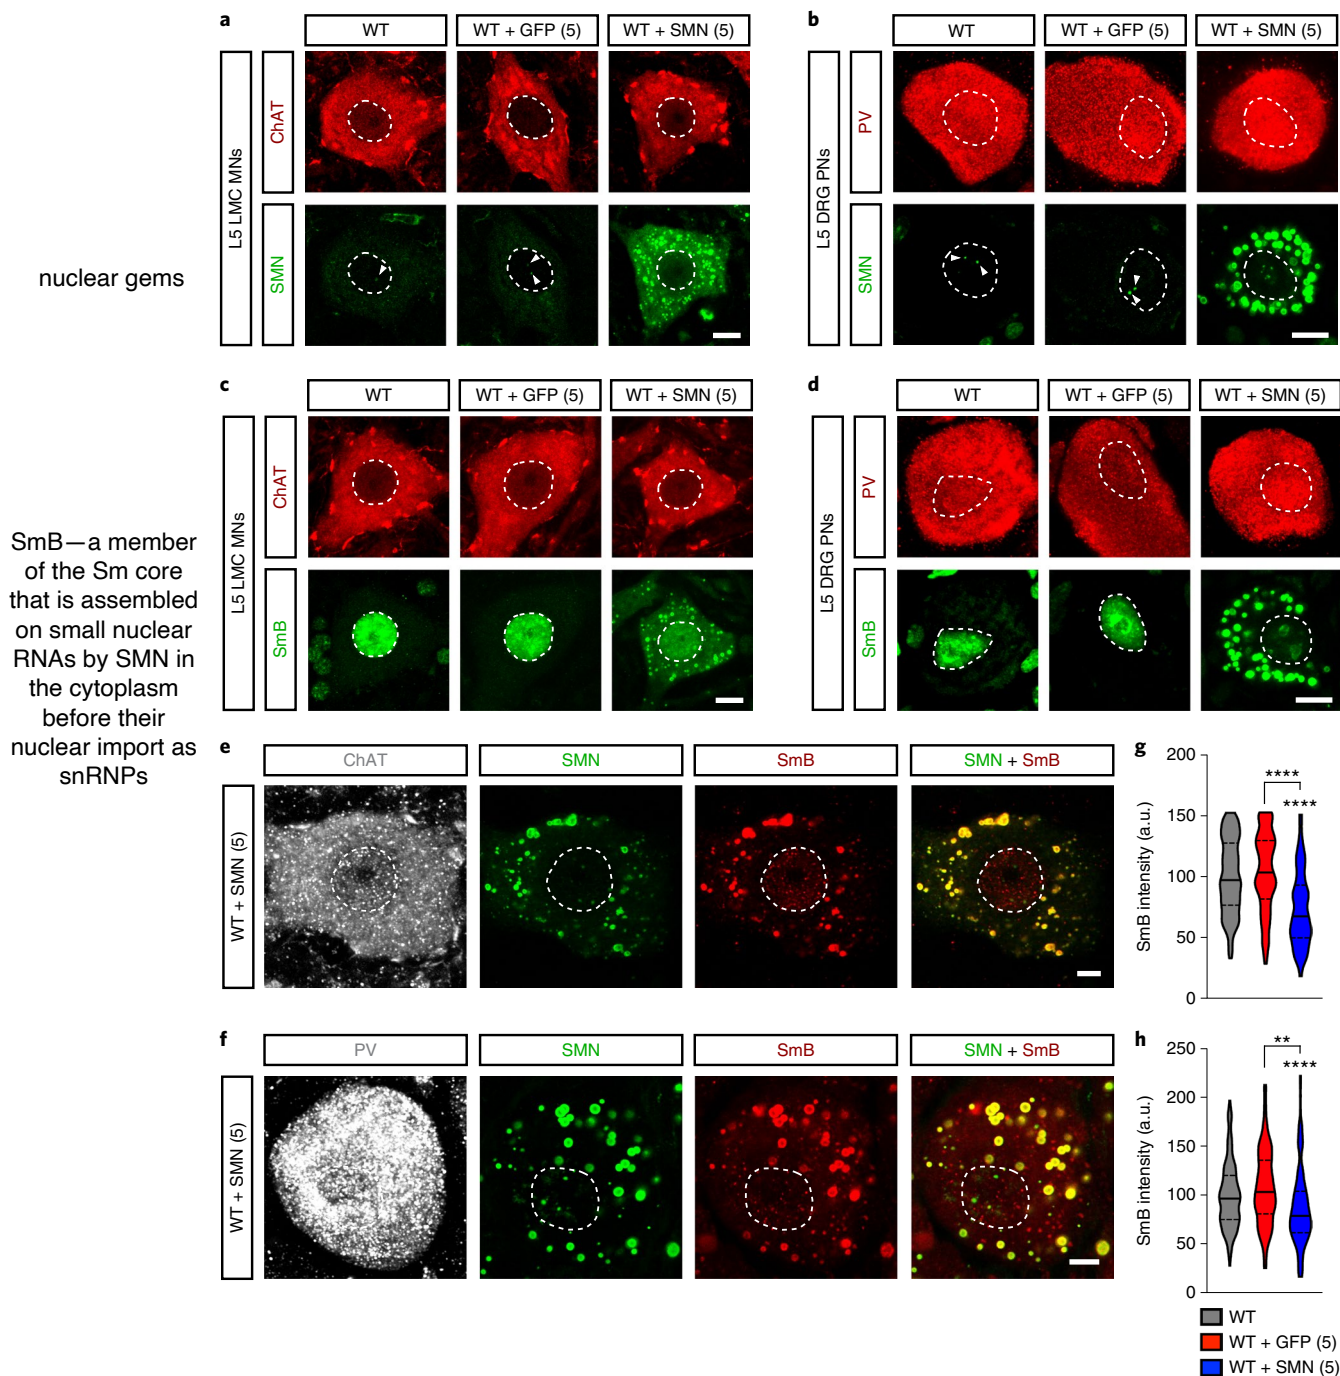 a
WT
WT + GFP (5)
WT + SMN (5)
L5 LMC MNs
ChAT
SMN
nuclear gems
b
WT
WT + GFP (5)
WT + SMN (5)
L5 DRG PNs
PV
SMN
c
WT
WT + GFP (5)
WT + SMN (5)
L5 LMC MNs
ChAT
SmB
SmB—a member
of the Sm core
that is assembled
on small nuclear
RNAs by SMN in
the cytoplasm
before their
nuclear import as
snRNPs
d
WT
WT + GFP (5)
WT + SMN (5)
L5 DRG PNs
PV
SmB
e
ChAT
SMN
SmB
SMN + SmB
WT + SMN (5)
g
200
150
100
50
0
SmB intensity (a.u.)
****
****
f
PV
SMN
SmB
SMN + SmB
WT + SMN (5)
h
250
200
150
100
50
0
SmB intensity (a.u.)
**
****
WT
WT + GFP (5)
WT + SMN (5)